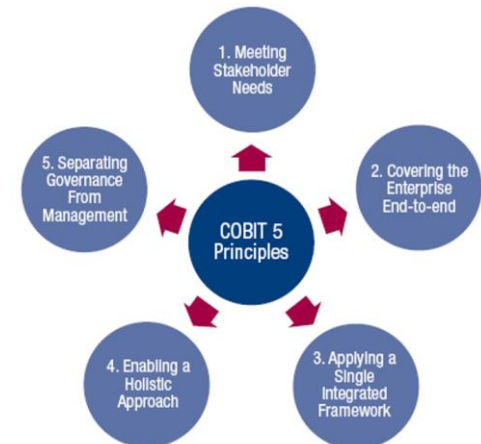 1. Meeting
Stakeholder
Needs
2. Covering the
Enterprise
End-to-end
3. Applying a
Single
Integrated
Framework
4. Enabling a
Holistic
Approach
5. Separating
Governance
From
Management
COBIT 5
Principles